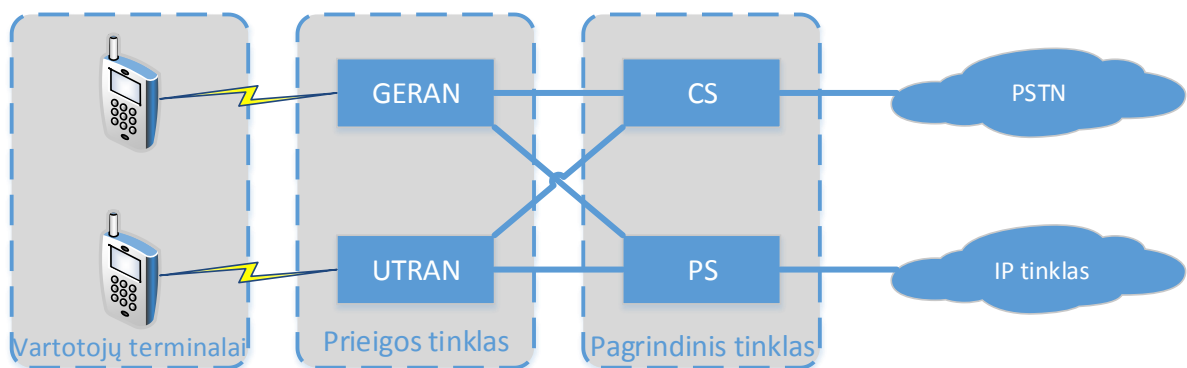 GERAN
CS
PSTN
UTRAN
PS
IP tinklas
Vartotojų terminalai
Prieigos tinklas
Pagrindinis tinklas